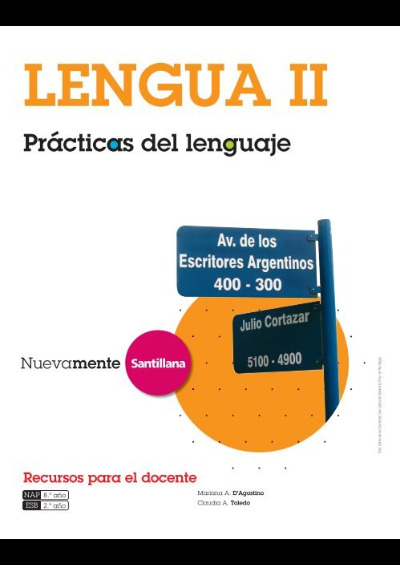 LENGUA II
Prácticas del lenguaje
Av. de los
Escritores Argentinos
400 - 300
Julio Cortazar
5100 - 4900
Nuevamente Santillana
Recursos para el docente
NAP 8.° año
ESB 2.° año
Mariana A. D'Agostino
Claudia A. Toledo